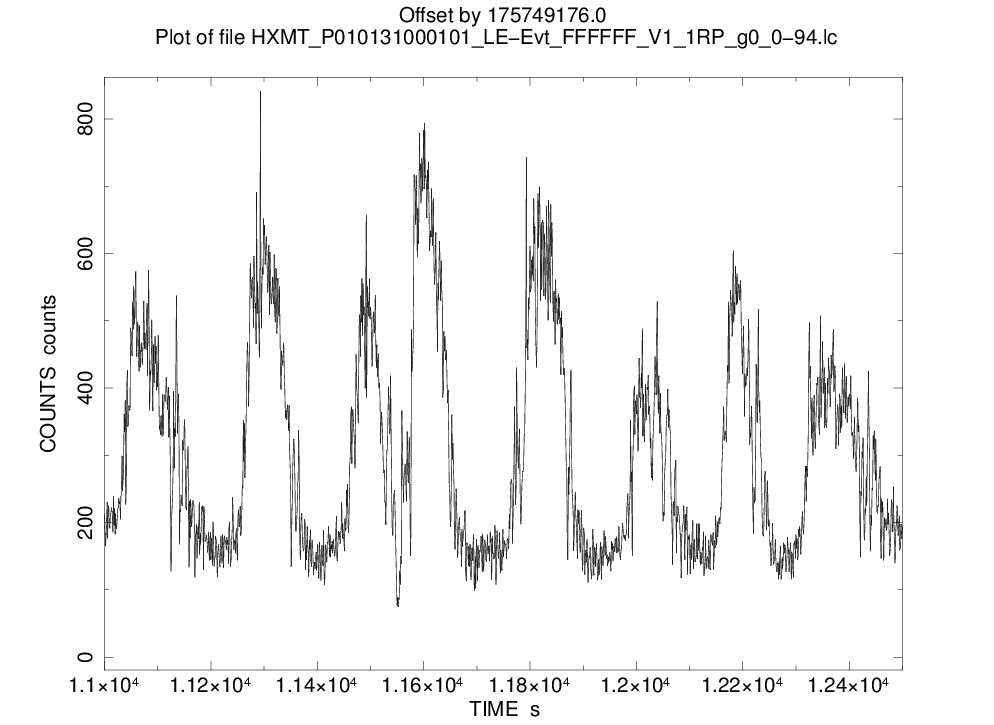 Offset by 175749176.0
Plot of file HXMT_P010131000101_LE−Evt_FFFFFF_V1_1RP_g0_0−94.lc
COUNTS counts
800
600
400
200
0
1.1×10⁴ 1.12×10⁴ 1.14×10⁴ 1.16×10⁴ 1.18×10⁴ 1.2×10⁴ 1.22×10⁴ 1.24×10⁴
TIME s